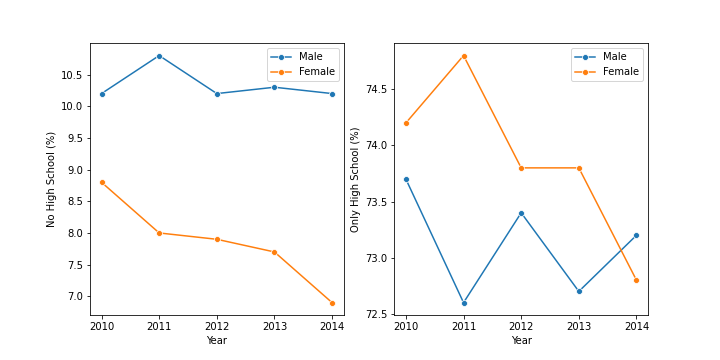 No High School (%)
10.5
10.0
9.5
9.0
8.5
8.0
7.5
7.0
2010 2011 2012 2013 2014
Year
Male
Female
Only High School (%)
74.5
74.0
73.5
73.0
72.5
2010 2011 2012 2013 2014
Year
Male
Female